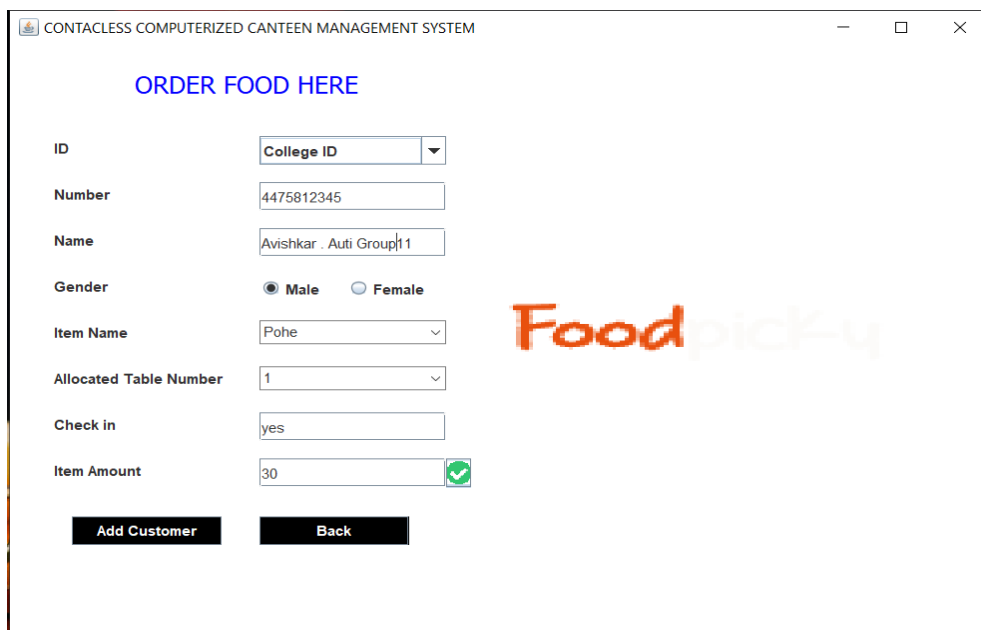 CONTACLESS COMPUTERIZED CANTEEN MANAGEMENT SYSTEM
ORDER FOOD HERE
ID College ID
Number 4475812345
Name Avishkar . Auti Group11
Gender Male Female
Item Name Pohe
Foodpick-y
Allocated Table Number 1
Check in yes
Item Amount 30
Add Customer Back